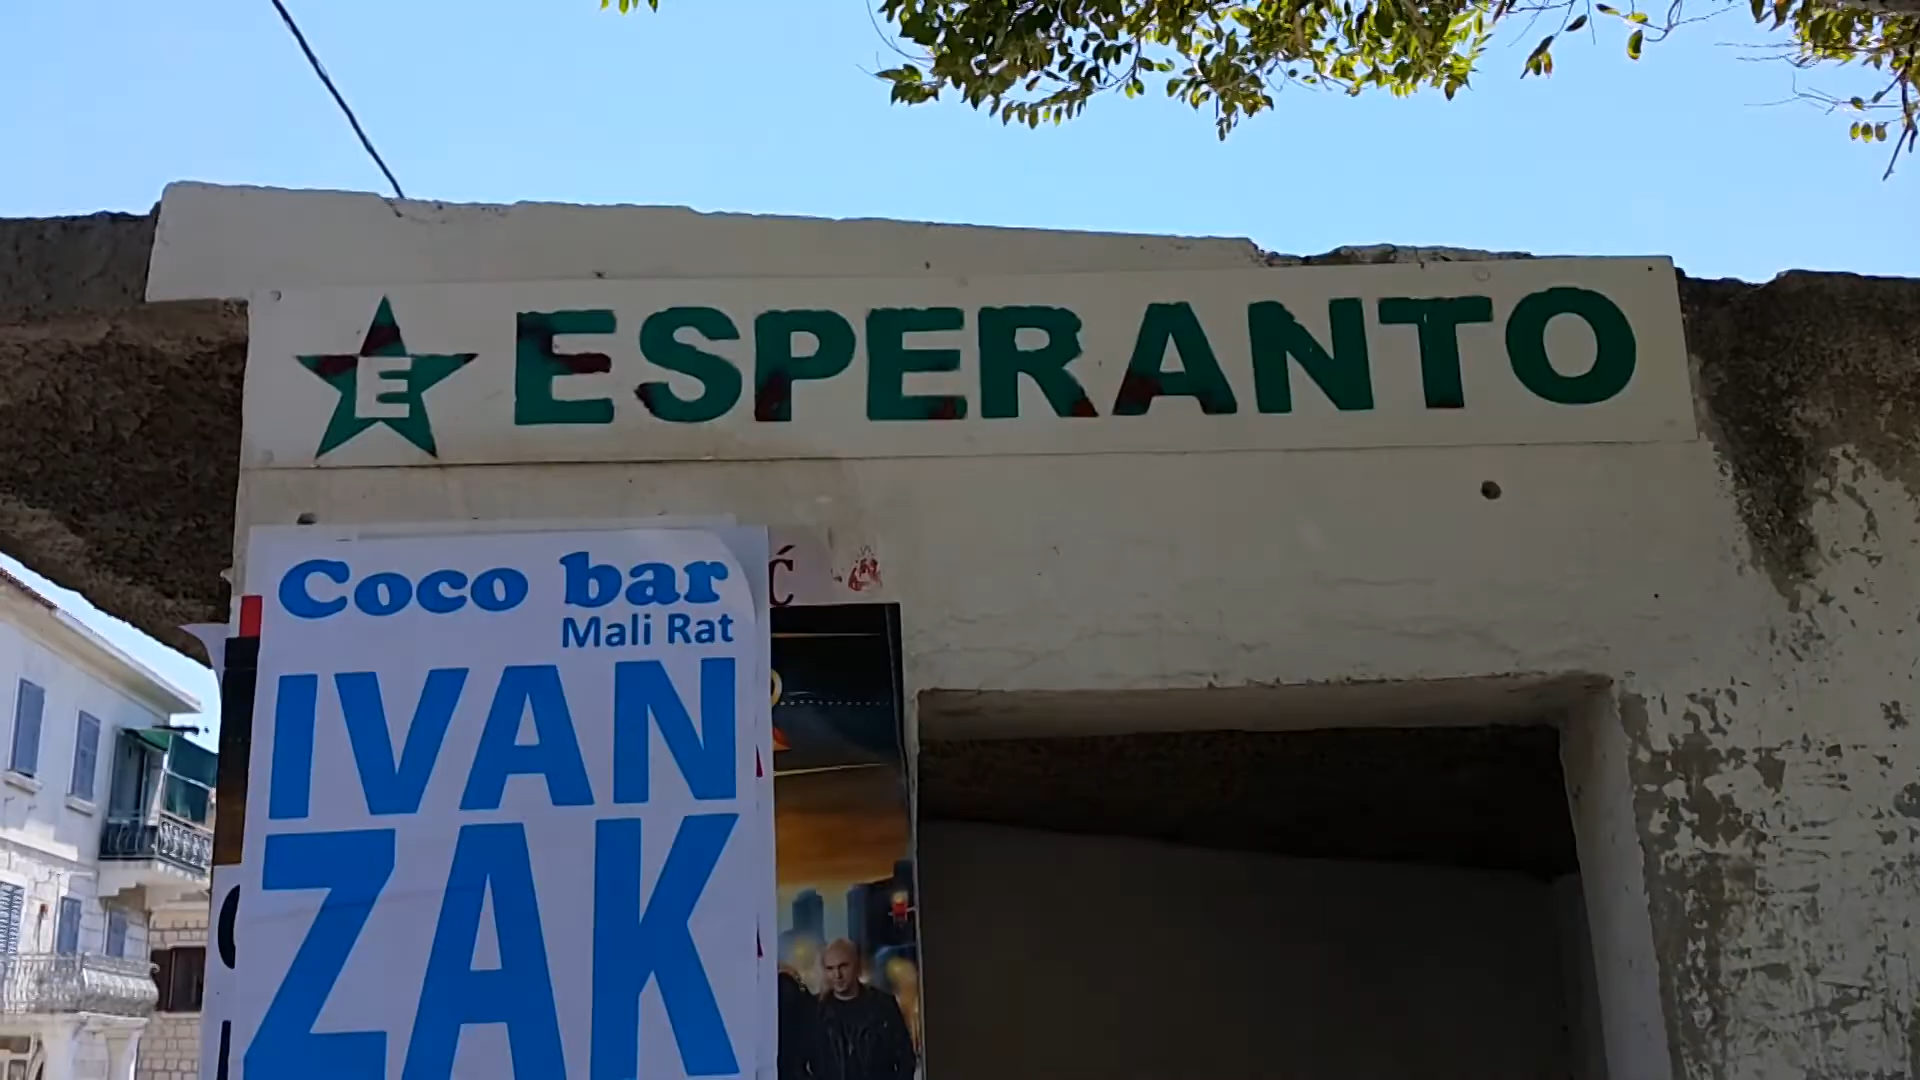 E ESPERANTO
Coco bar
Mali Rat
IVAN
ZAK
Ć